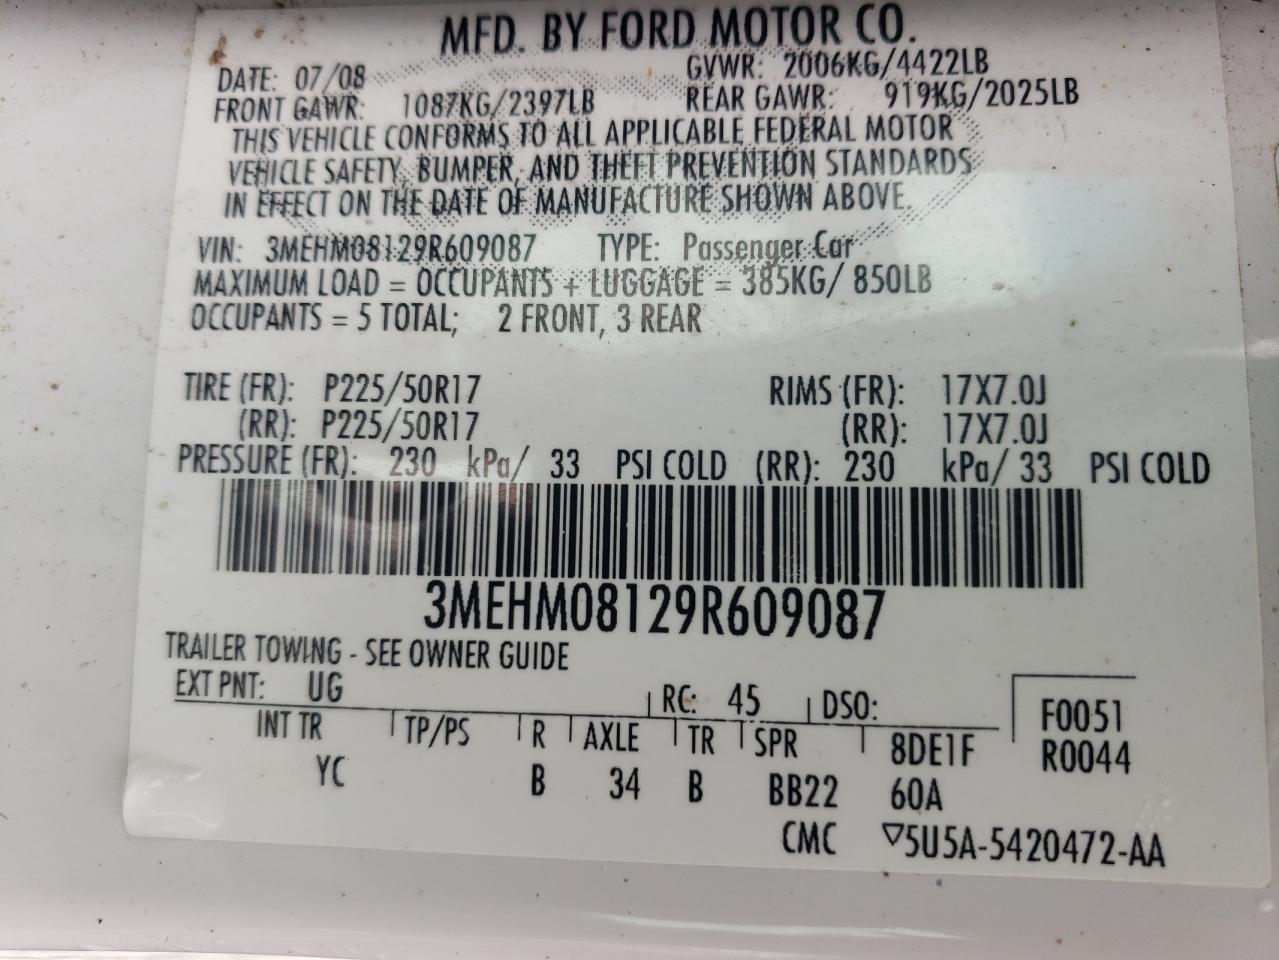 MFD. BY FORD MOTOR CO.
DATE: 07/08 GVWR: 2006KG/4422LB
FRONT GAWR: 1087KG/2397LB REAR GAWR: 919KG/2025LB
THIS VEHICLE CONFORMS TO ALL APPLICABLE FEDERAL MOTOR
VEHICLE SAFETY, BUMPER, AND THEFT PREVENTION STANDARDS
IN EFFECT ON THE DATE OF MANUFACTURE SHOWN ABOVE.
VIN: 3MEHM08129R609087 TYPE: Passenger Car
MAXIMUM LOAD = OCCUPANTS + LUGGAGE = 385KG/ 850LB
OCCUPANTS = 5 TOTAL; 2 FRONT, 3 REAR
TIRE (FR): P225/50R17 RIMS (FR): 17X7.0J
(RR): P225/50R17 (RR): 17X7.0J
PRESSURE (FR): 230 kPa/ 33 PSI COLD (RR): 230 kPa/ 33 PSI COLD
3MEHM08129R609087
TRAILER TOWING - SEE OWNER GUIDE
EXT PNT: UG RC: 45 DSO: F0051
INT TR TP/PS R AXLE TR SPR 8DE1F R0044
YC B 34 B BB22 60A
CMC ▽5U5A-5420472-AA